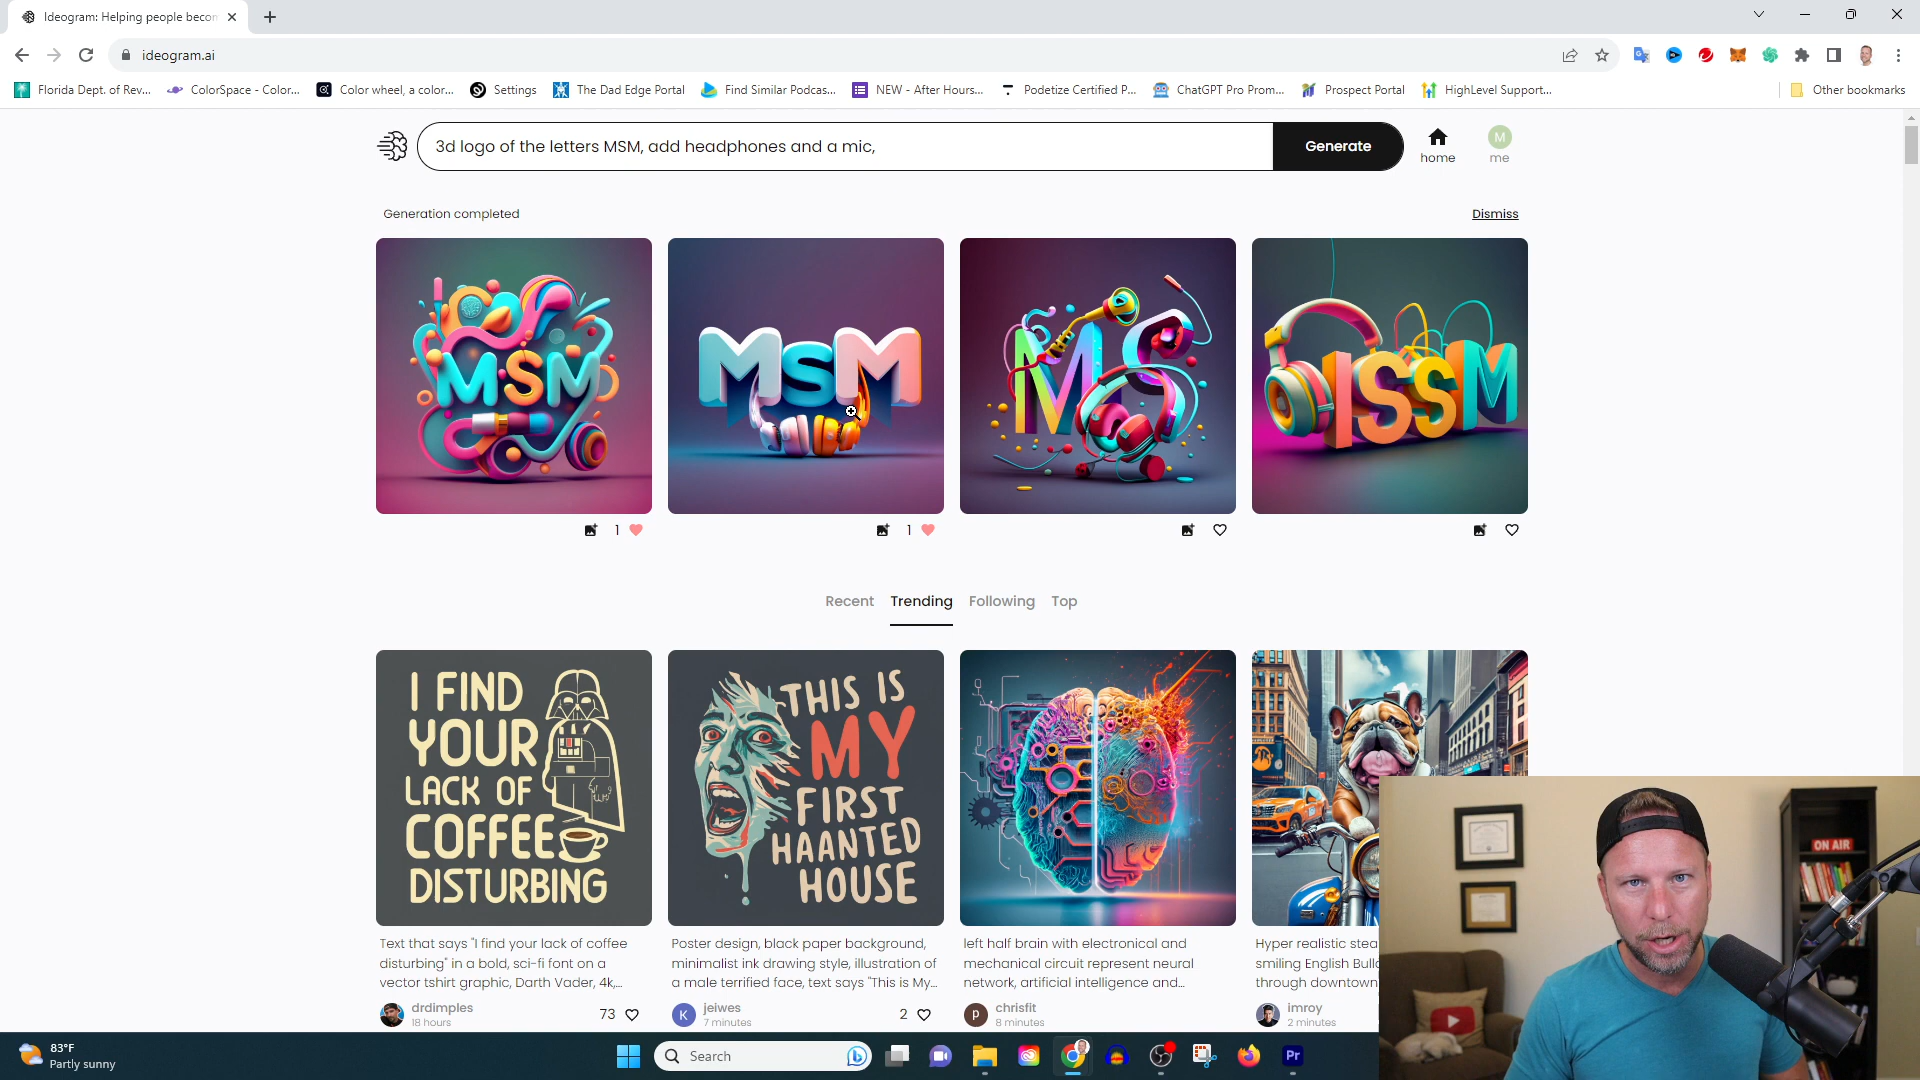 Ideogram: Helping people becom
ideogram.ai
Florida Dept. of Rev...
ColorSpace - Color...
Color wheel, a color...
Settings
The Dad Edge Portal
Find Similar Podcas...
NEW - After Hours...
Podetize Certified P...
ChatGPT Pro Prom...
Prospect Portal
HighLevel Support...
Other bookmarks
3d logo of the letters MSM, add headphones and a mic,
Generate
home
M
me
Generation completed
Dismiss
MSM
MSM
MS
ISSM
1
1
Recent
Trending
Following
Top
I FIND
YOUR
LACK OF
COFFEE
DISTURBING
THIS IS
MY
FIRST
HAANTED
HOUSE
ON AIR
Text that says "I find your lack of coffee
disturbing" in a bold, sci-fi font on a
vector tshirt graphic, Darth Vader, 4k,...
Poster design, black paper background,
minimalist ink drawing style, illustration of
a male terrified face, text says "This is My...
left half brain with electronical and
mechanical circuit represent neural
network, artificial intelligence and...
Hyper realistic stea
smiling English Bull
through downtown
drdimples
18 hours
73
K
jeiwes
7 minutes
2
P
chrisfit
8 minutes
imroy
2 minutes
83°F
Partly sunny
Search
Pr